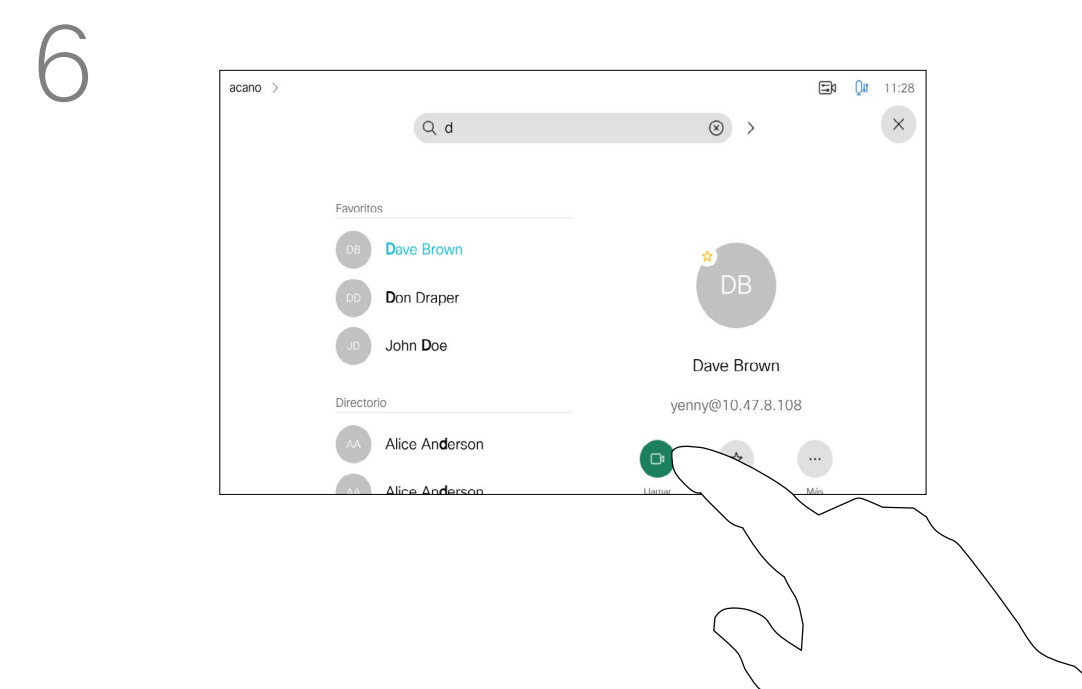 6
acano >
11:28
d
Favoritos
DB Dave Brown
DD Don Draper
JD John Doe
Directorio
AA Alice Anderson
AA Alice Anderson
DB
Dave Brown
yenny@10.47.8.108
Llamar
Más